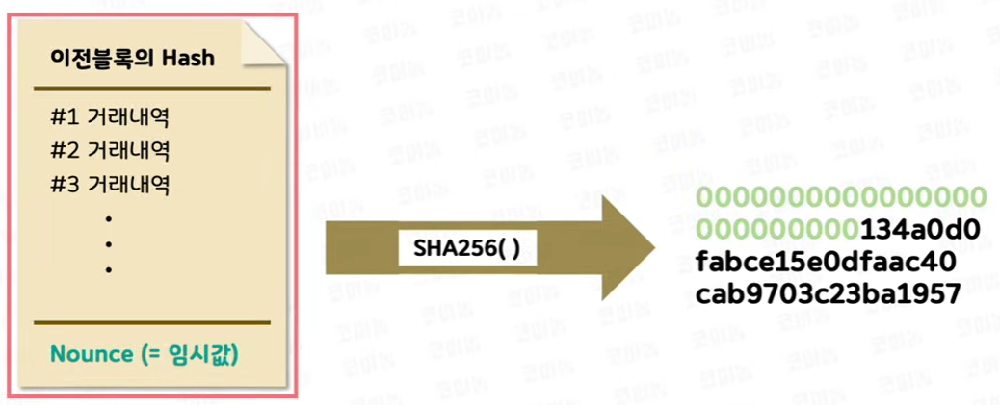 이전블록의 Hash
#1 거래내역
#2 거래내역
#3 거래내역
Nounce (= 임시값)
SHA256( )
0000000000000000
000000000134a0d0
fabce15e0dfaac40
cab9703c23ba1957